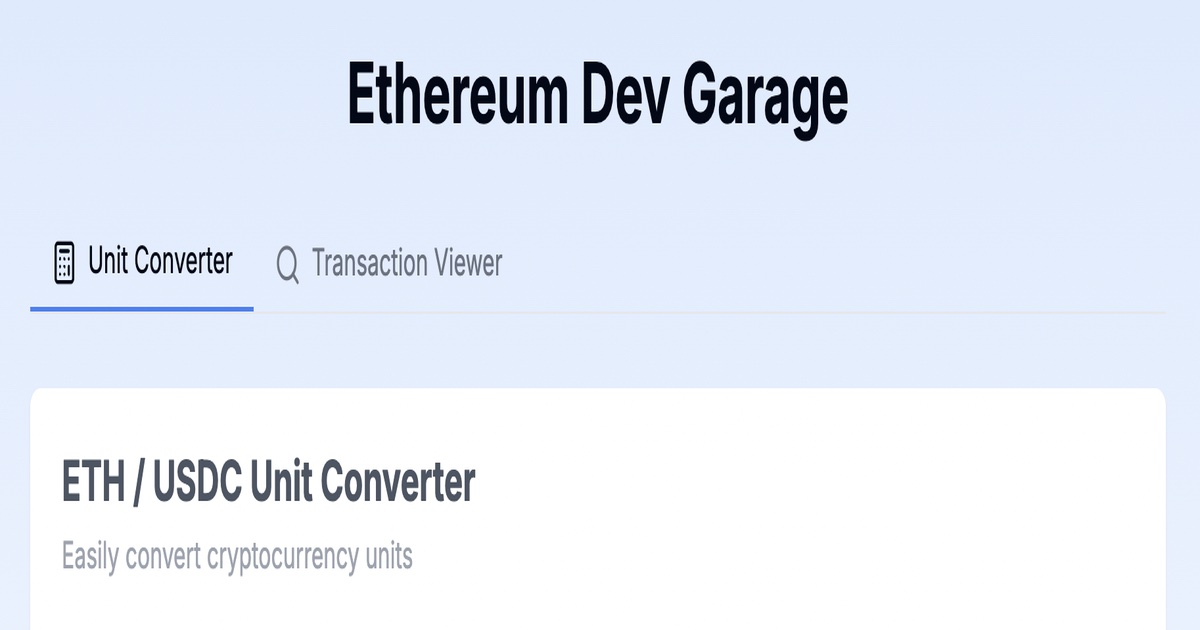 Ethereum Dev Garage
Unit Converter
Transaction Viewer
ETH / USDC Unit Converter
Easily convert cryptocurrency units